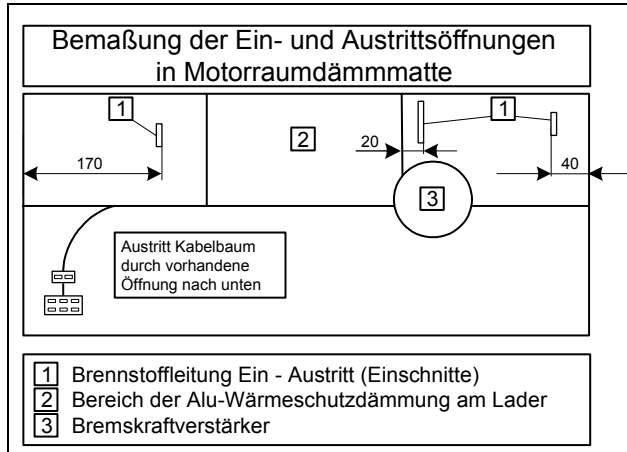 Bemaßung der Ein- und Austrittsöffnungen
in Motorraumdämmmatte
1
2
1
20
170
40
3
Austritt Kabelbaum
durch vorhandene
Öffnung nach unten
1 Brennstoffleitung Ein - Austritt (Einschnitte)
2 Bereich der Alu-Wärmeschutzdämmung am Lader
3 Bremskraftverstärker